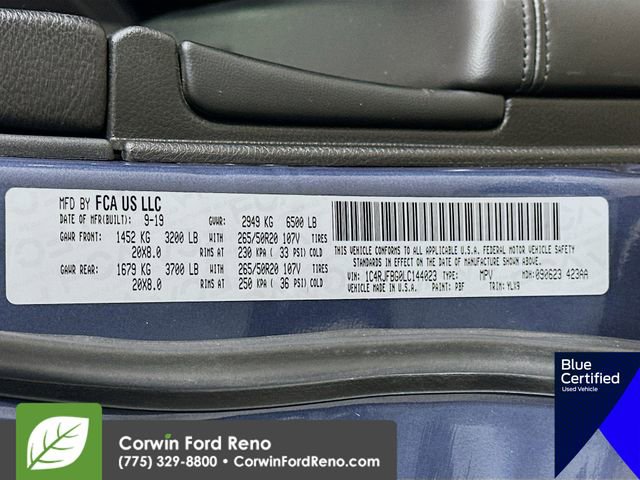 MFD BY FCA US LLC
DATE OF MFR(BUILT): 9-19 GVWR: 2949 KG 6500 LB
GAWR FRONT: 1452 KG 3200 LB WITH 265/50R20 107V TIRES
20X8.0 RIMS AT 230 KPA ( 33 PSI) COLD
GAWR REAR: 1679 KG 3700 LB WITH 265/50R20 107V TIRES
20X8.0 RIMS AT 250 KPA ( 36 PSI) COLD
THIS VEHICLE CONFORMS TO ALL APPLICABLE U.S.A. FEDERAL MOTOR VEHICLE SAFETY
STANDARDS IN EFFECT ON THE DATE OF MANUFACTURE SHOWN ABOVE.
VIN: 1C4RJFBG0LC144023 TYPE: MPV MDH: 090623 423AA
VEHICLE MADE IN U.S.A. PAINT: PBF TRIM: YLX9
Blue
Certified
Used Vehicle
Corwin Ford Reno
(775) 329-8800 • CorwinFordReno.com